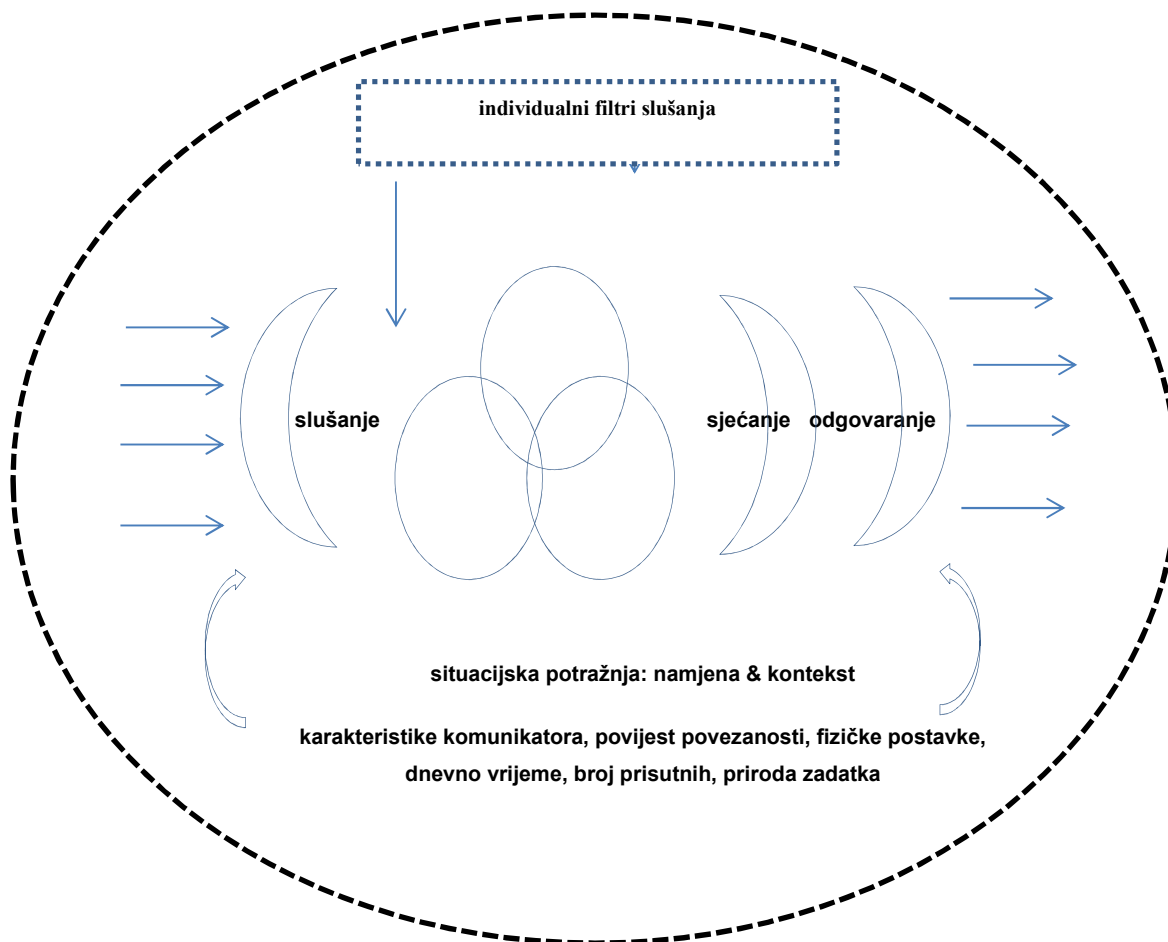 individualni filtri slušanja
slušanje
sjećanje
odgovaranje
situacijska potražnja: namjena & kontekst
karakteristike komunikatora, povijest povezanosti, fizičke postavke,
dnevno vrijeme, broj prisutnih, priroda zadatka